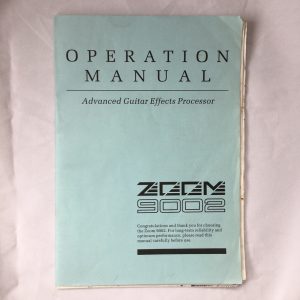 OPERATION
MANUAL
Advanced Guitar Effects Processor
ZOOM
9002
Congratulations and thank you for choosing
the Zoom 9002. For long-term reliability and
optimum performance, please read this
manual carefully before use.